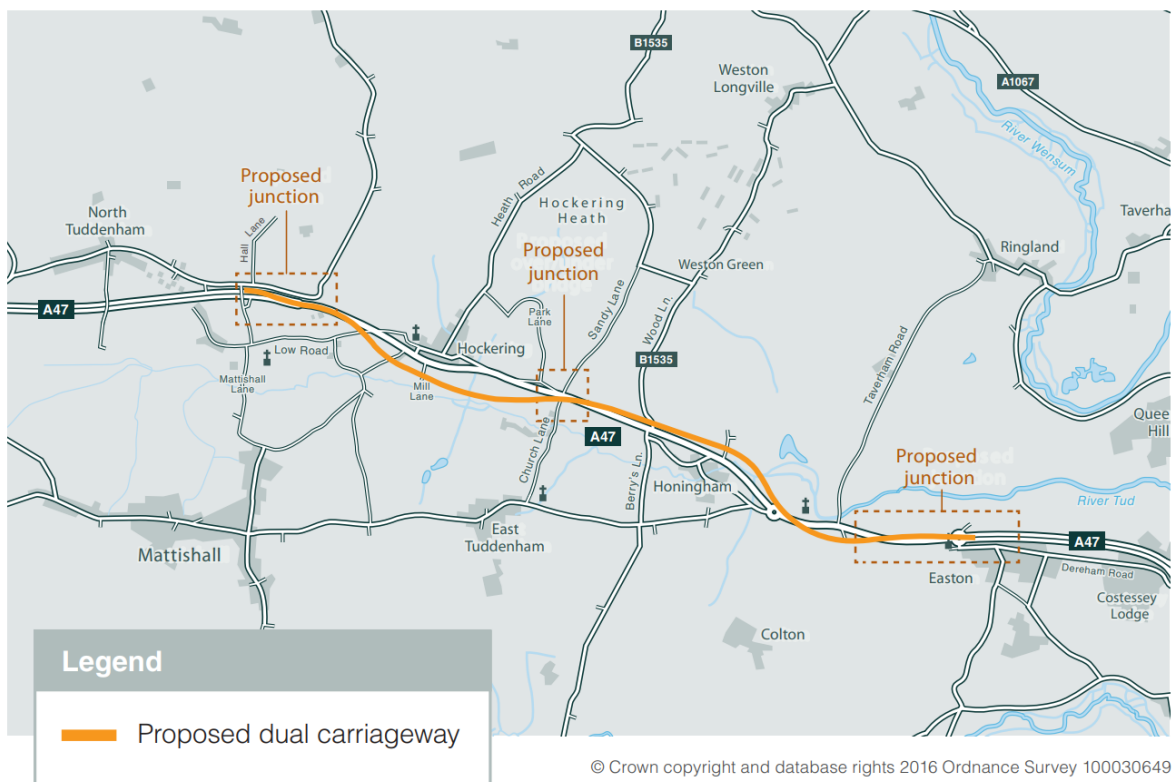 B1535
Weston
Longville
A1067
River Wensum
Proposed
junction
Heath Road
Hockering
Heath
North
Tuddenham
Hall Lane
Taverha
Proposed
junction
Ringland
Weston Green
A47
Park
Lane
Sandy Lane
Wood Ln.
Low Road
Hockering
B1535
Taverham Road
Mattishall
Lane
Mill
Lane
Church Lane
A47
Quee
Hill
Berry's Ln.
Honingham
Proposed
junction
River Tud
Mattishall
East
Tuddenham
A47
Easton
Dereham Road
Costessey
Lodge
Colton
Legend
Proposed dual carriageway
© Crown copyright and database rights 2016 Ordnance Survey 100030649